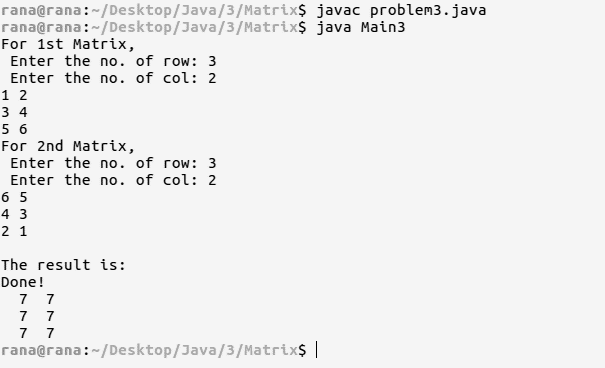 rana@rana:~/Desktop/Java/3/Matrix$ javac problem3.java
rana@rana:~/Desktop/Java/3/Matrix$ java Main3
For 1st Matrix,
 Enter the no. of row: 3
 Enter the no. of col: 2
1 2
3 4
5 6
For 2nd Matrix,
 Enter the no. of row: 3
 Enter the no. of col: 2
6 5
4 3
2 1

The result is:
Done!
  7  7
  7  7
  7  7
rana@rana:~/Desktop/Java/3/Matrix$